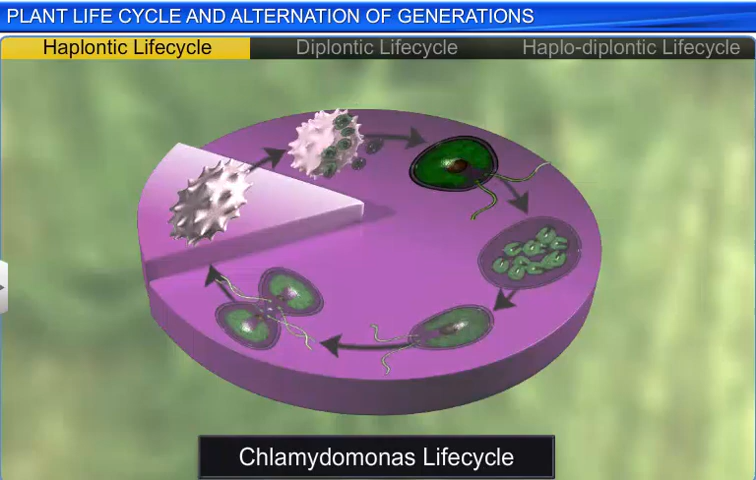 PLANT LIFE CYCLE AND ALTERNATION OF GENERATIONS
Haplontic Lifecycle Diplontic Lifecycle Haplo-diplontic Lifecycle
Chlamydomonas Lifecycle